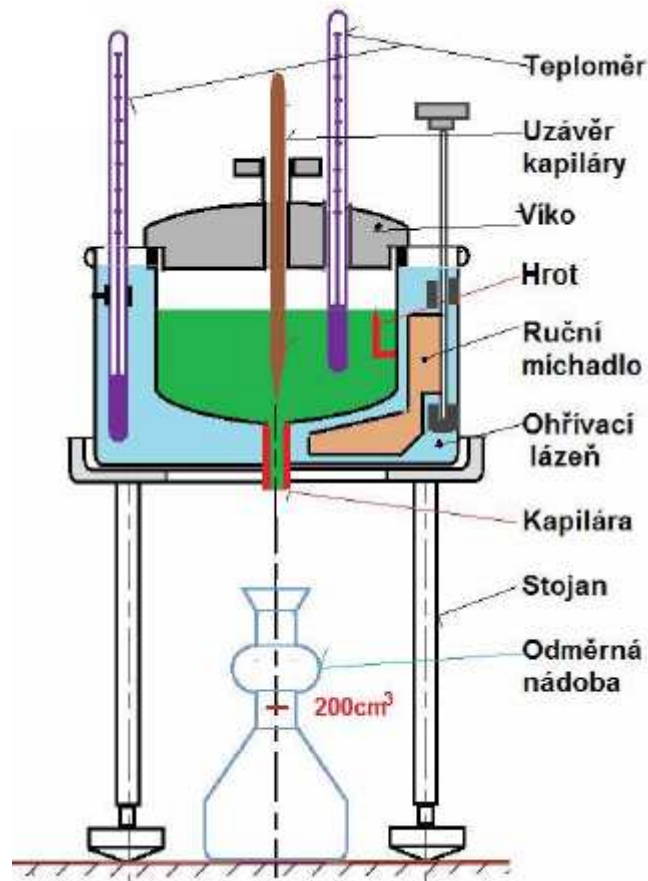 Teploměr
Uzávěr
kapiláry
Víko
Hrot
Ruční
míchadlo
Ohřívací
lázeň
Kapilára
Stojan
Odměrná
nádoba
200cm³